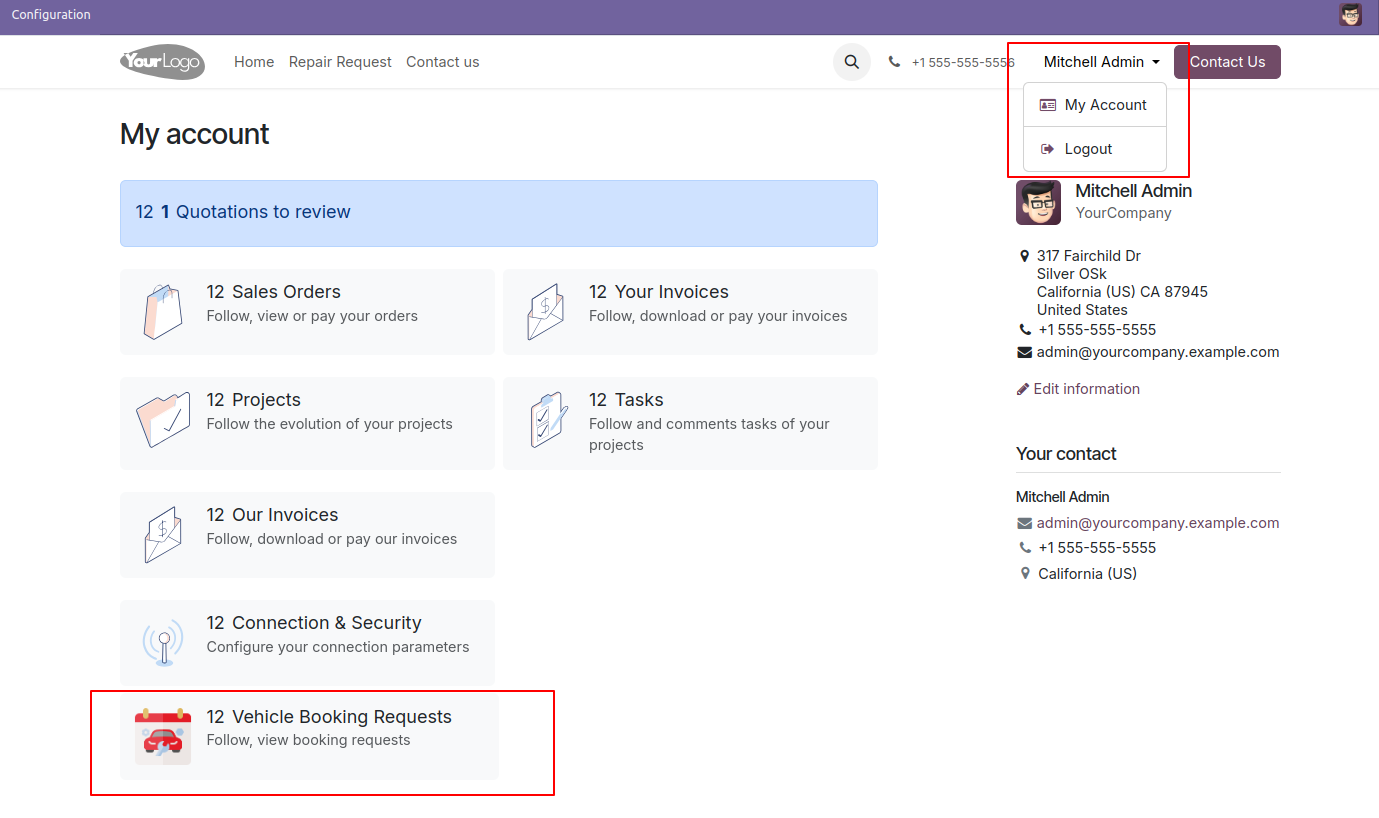 Configuration
YourLogo
Home
Repair Request
Contact us
+1 555-555-5556
Mitchell Admin
Contact Us
My Account
Logout
My account
12 1 Quotations to review
12 Sales Orders
Follow, view or pay your orders
12 Your Invoices
Follow, download or pay your invoices
12 Projects
Follow the evolution of your projects
12 Tasks
Follow and comments tasks of your
projects
12 Our Invoices
Follow, download or pay our invoices
12 Connection & Security
Configure your connection parameters
12 Vehicle Booking Requests
Follow, view booking requests
Mitchell Admin
YourCompany
317 Fairchild Dr
Silver OSk
California (US) CA 87945
United States
+1 555-555-5555
admin@yourcompany.example.com
Edit information
Your contact
Mitchell Admin
admin@yourcompany.example.com
+1 555-555-5555
California (US)